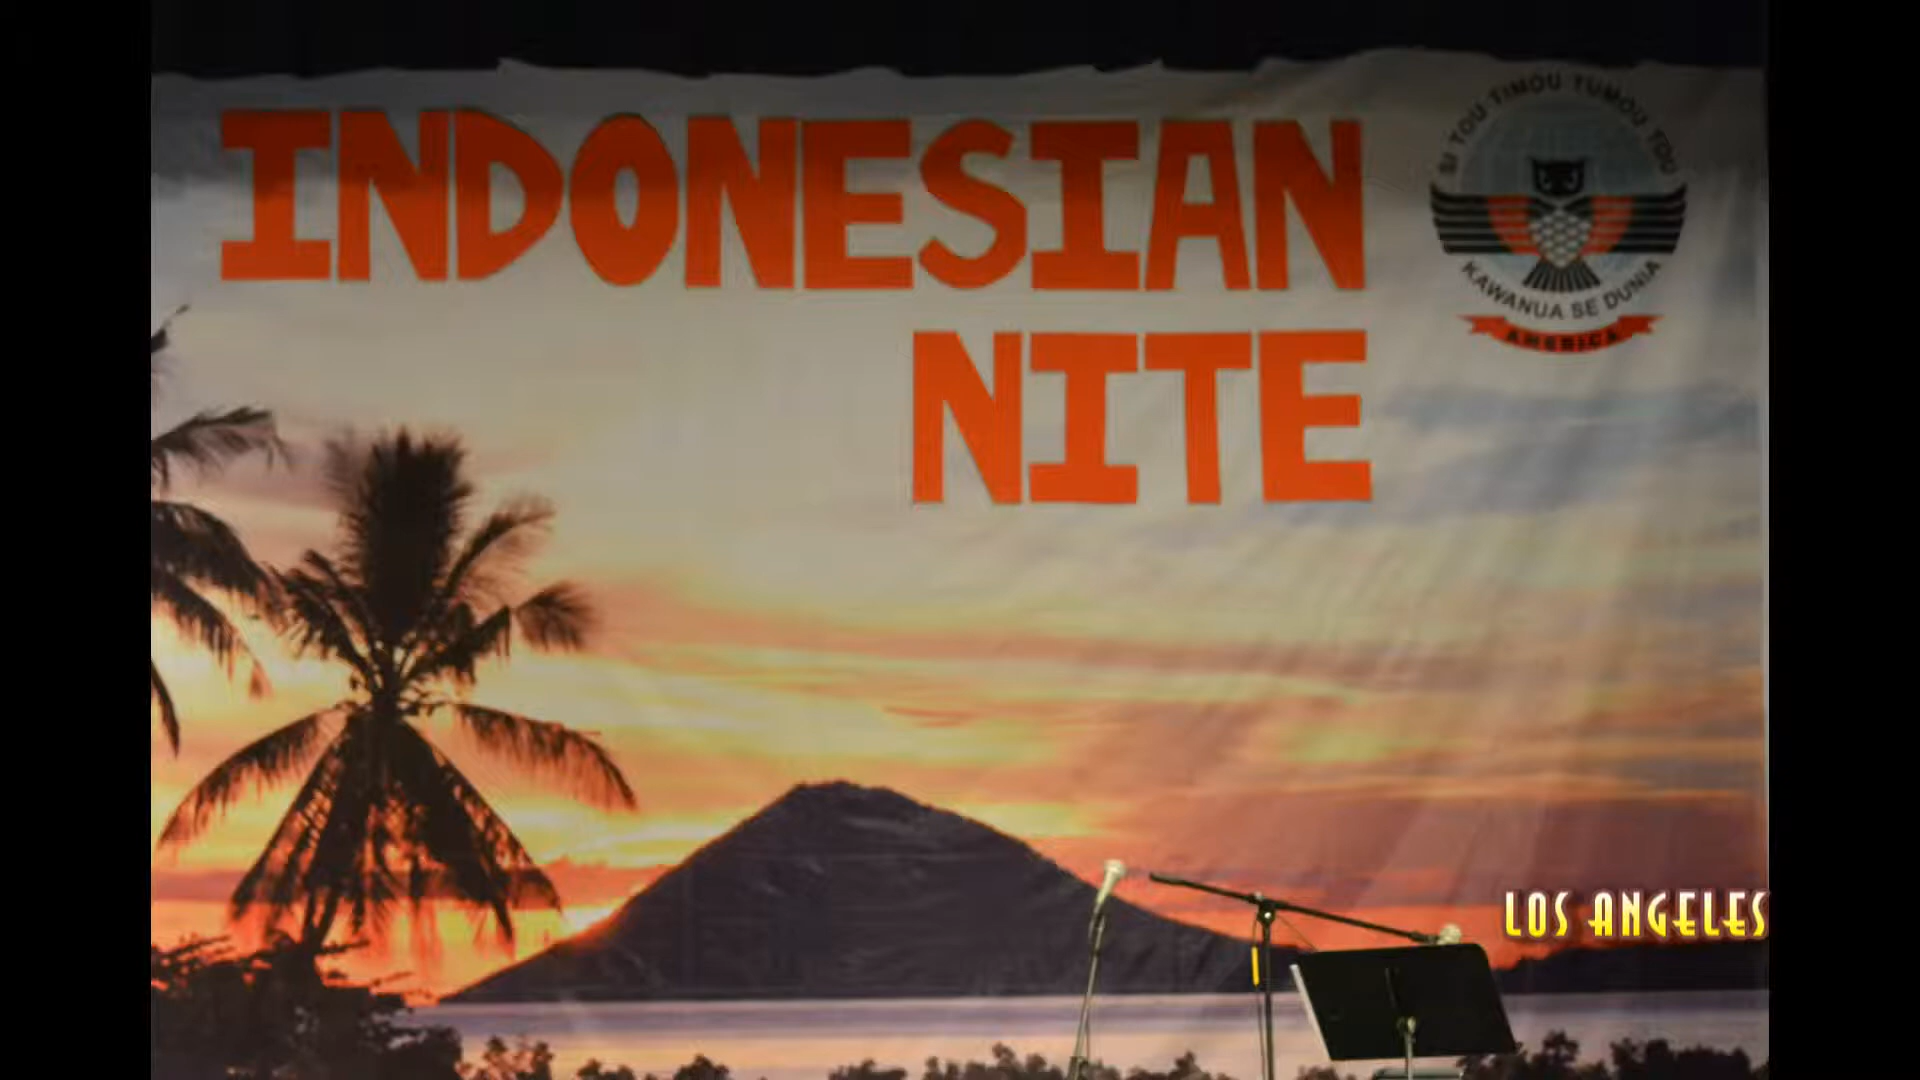 INDONESIAN
NITE
SI TOU TIMOU TUMOU TOU
KAWANUA SE DUNIA
AMERICA
LOS ANGELES